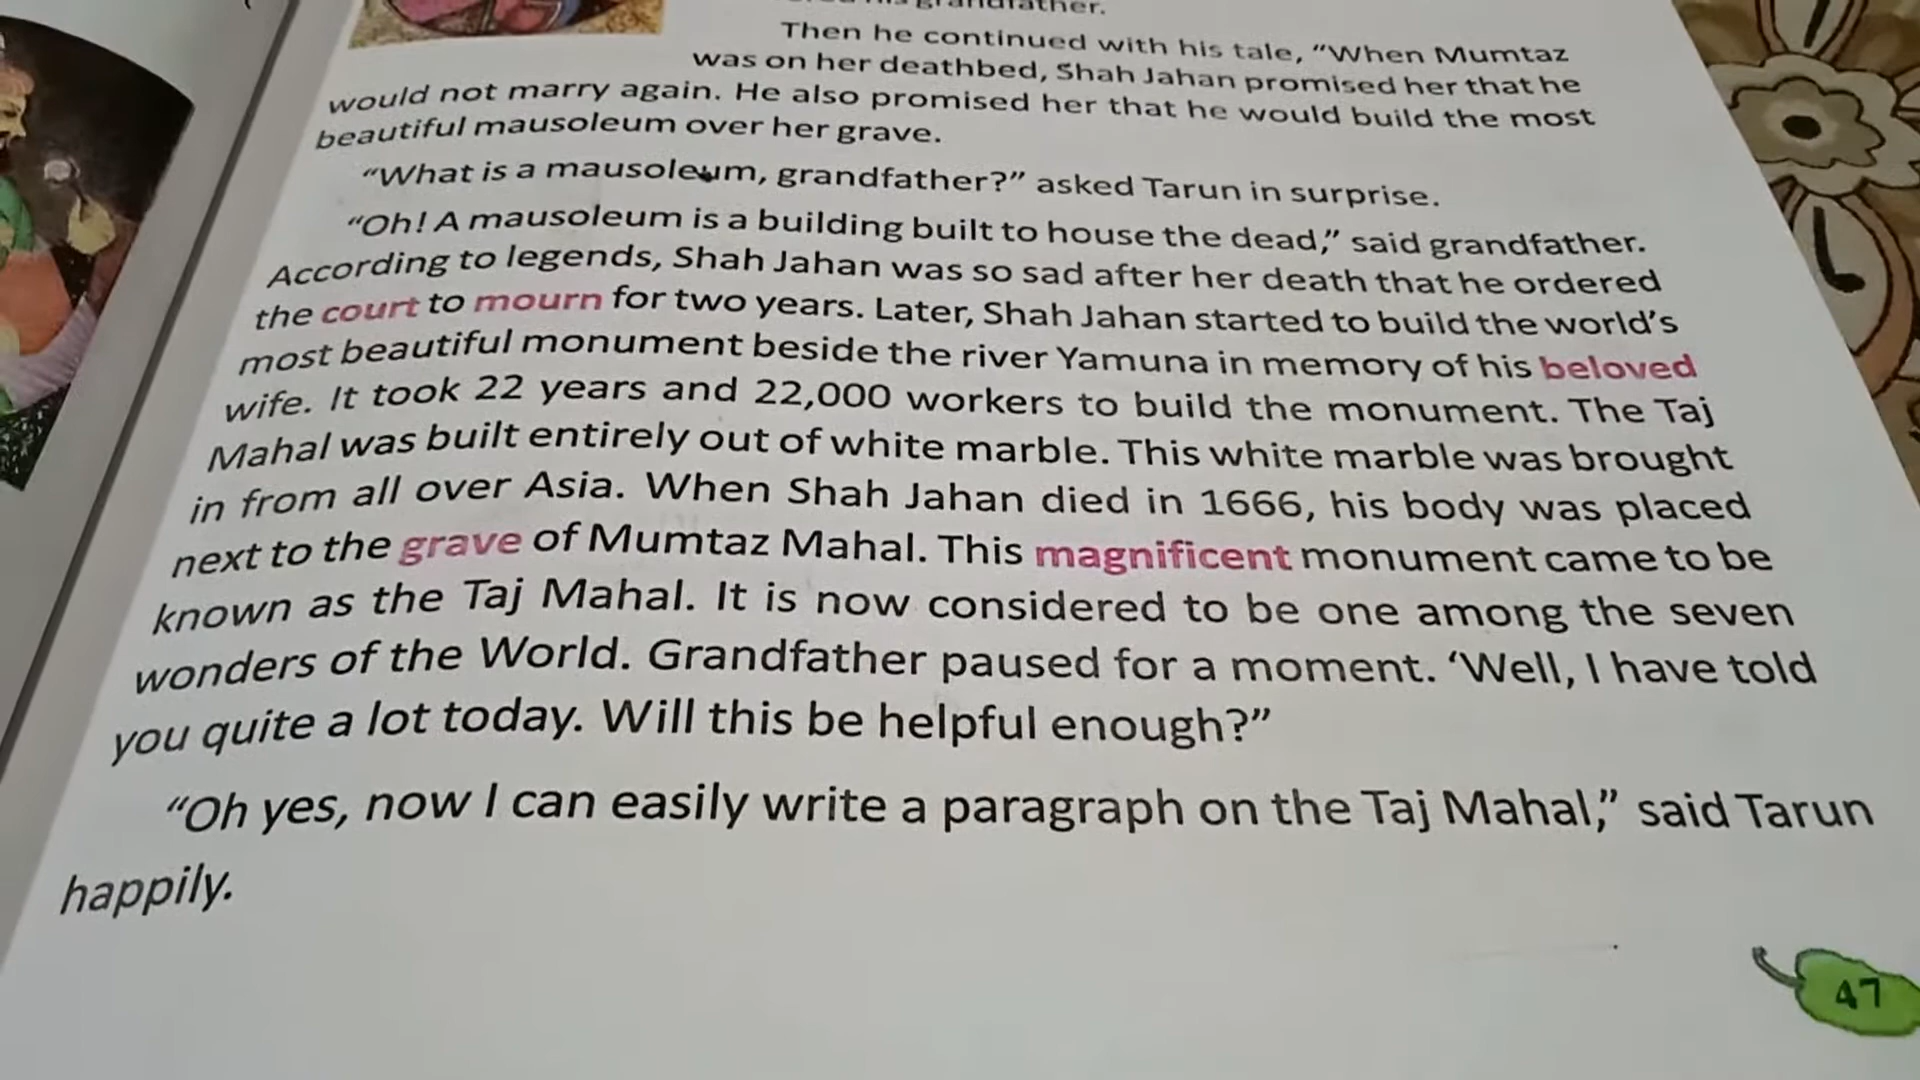 grandfather.
Then he continued with his tale, “When Mumtaz
was on her deathbed, Shah Jahan promised her that he
would not marry again. He also promised her that he would build the most
beautiful mausoleum over her grave.
“What is a mausoleum, grandfather?” asked Tarun in surprise.
“Oh! A mausoleum is a building built to house the dead,” said grandfather.
According to legends, Shah Jahan was so sad after her death that he ordered
the court to mourn for two years. Later, Shah Jahan started to build the world’s
most beautiful monument beside the river Yamuna in memory of his beloved
wife. It took 22 years and 22,000 workers to build the monument. The Taj
Mahal was built entirely out of white marble. This white marble was brought
in from all over Asia. When Shah Jahan died in 1666, his body was placed
next to the grave of Mumtaz Mahal. This magnificent monument came to be
known as the Taj Mahal. It is now considered to be one among the seven
wonders of the World. Grandfather paused for a moment. ‘Well, I have told
you quite a lot today. Will this be helpful enough?”
“Oh yes, now I can easily write a paragraph on the Taj Mahal,” said Tarun
happily.
47